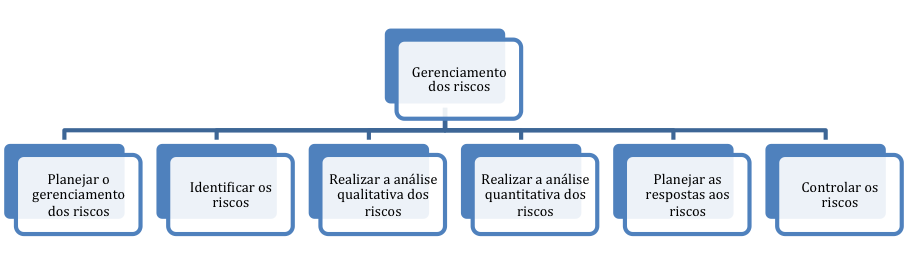 Gerenciamento
dos riscos
Planejar o
gerenciamento
dos riscos
Identificar os
riscos
Realizar a análise
qualitativa dos
riscos
Realizar a análise
quantitativa dos
riscos
Planejar as
respostas aos
riscos
Controlar os
riscos